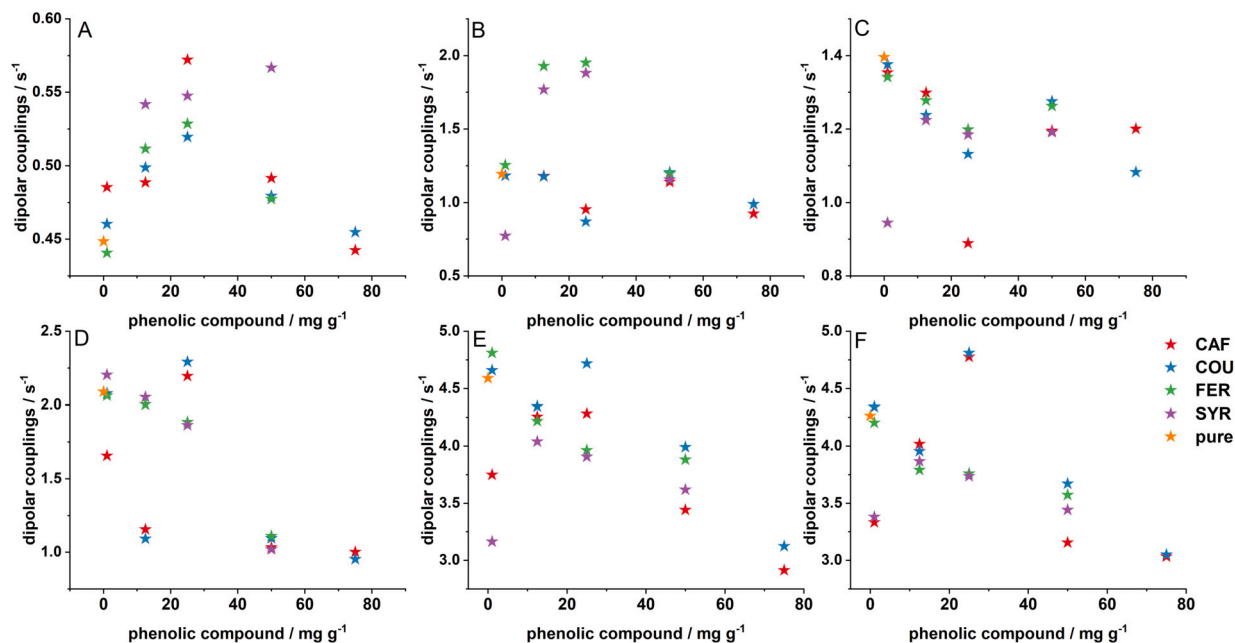 A
dipolar couplings / s⁻¹
0.60
0.55
0.50
0.45
0 20 40 60 80
phenolic compound / mg g⁻¹
B
dipolar couplings / s⁻¹
2.0
1.5
1.0
0.5
0 20 40 60 80
phenolic compound / mg g⁻¹
C
dipolar couplings / s⁻¹
1.4
1.2
1.0
0.8
0 20 40 60 80
phenolic compound / mg g⁻¹
D
dipolar couplings / s⁻¹
2.5
2.0
1.5
1.0
0 20 40 60 80
phenolic compound / mg g⁻¹
E
dipolar couplings / s⁻¹
5.0
4.5
4.0
3.5
3.0
0 20 40 60 80
phenolic compound / mg g⁻¹
F
dipolar couplings / s⁻¹
5.0
4.5
4.0
3.5
3.0
0 20 40 60 80
phenolic compound / mg g⁻¹
CAF
COU
FER
SYR
pure